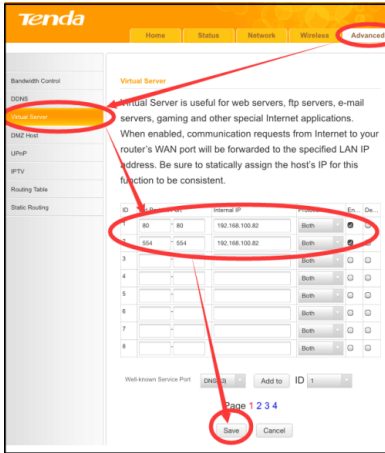 Tenda
Home Status Network Wireless Advanced
Bandwidth Control
DDNS
Virtual Server
DMZ Host
UPnP
IPTV
Routing Table
Static Routing
Virtual Server
Virtual Server is useful for web servers, ftp servers, e-mail
servers, gaming and other special Internet applications.
When enabled, communication requests from Internet to your
router's WAN port will be forwarded to the specified LAN IP
address. Be sure to statically assign the host's IP for this
function to be consistent.
ID Internal IP En... De...
1 80 - 80 192.168.100.82 Both
2 554 - 554 192.168.100.82 Both
3 - Both
4 - Both
5 - Both
6 - Both
7 - Both
8 - Both
Well-known Service Port Add to ID 1
Page 1 2 3 4
Save Cancel